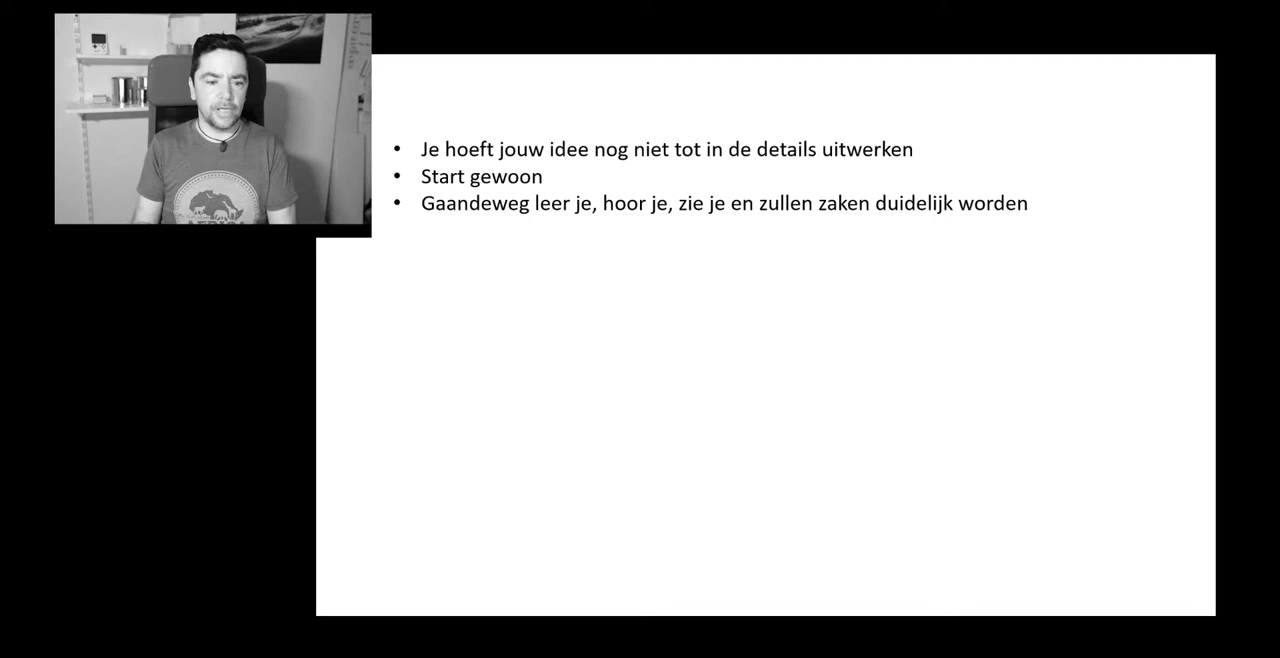 • Je hoeft jouw idee nog niet tot in de details uitwerken
• Start gewoon
• Gaandeweg leer je, hoor je, zie je en zullen zaken duidelijk worden